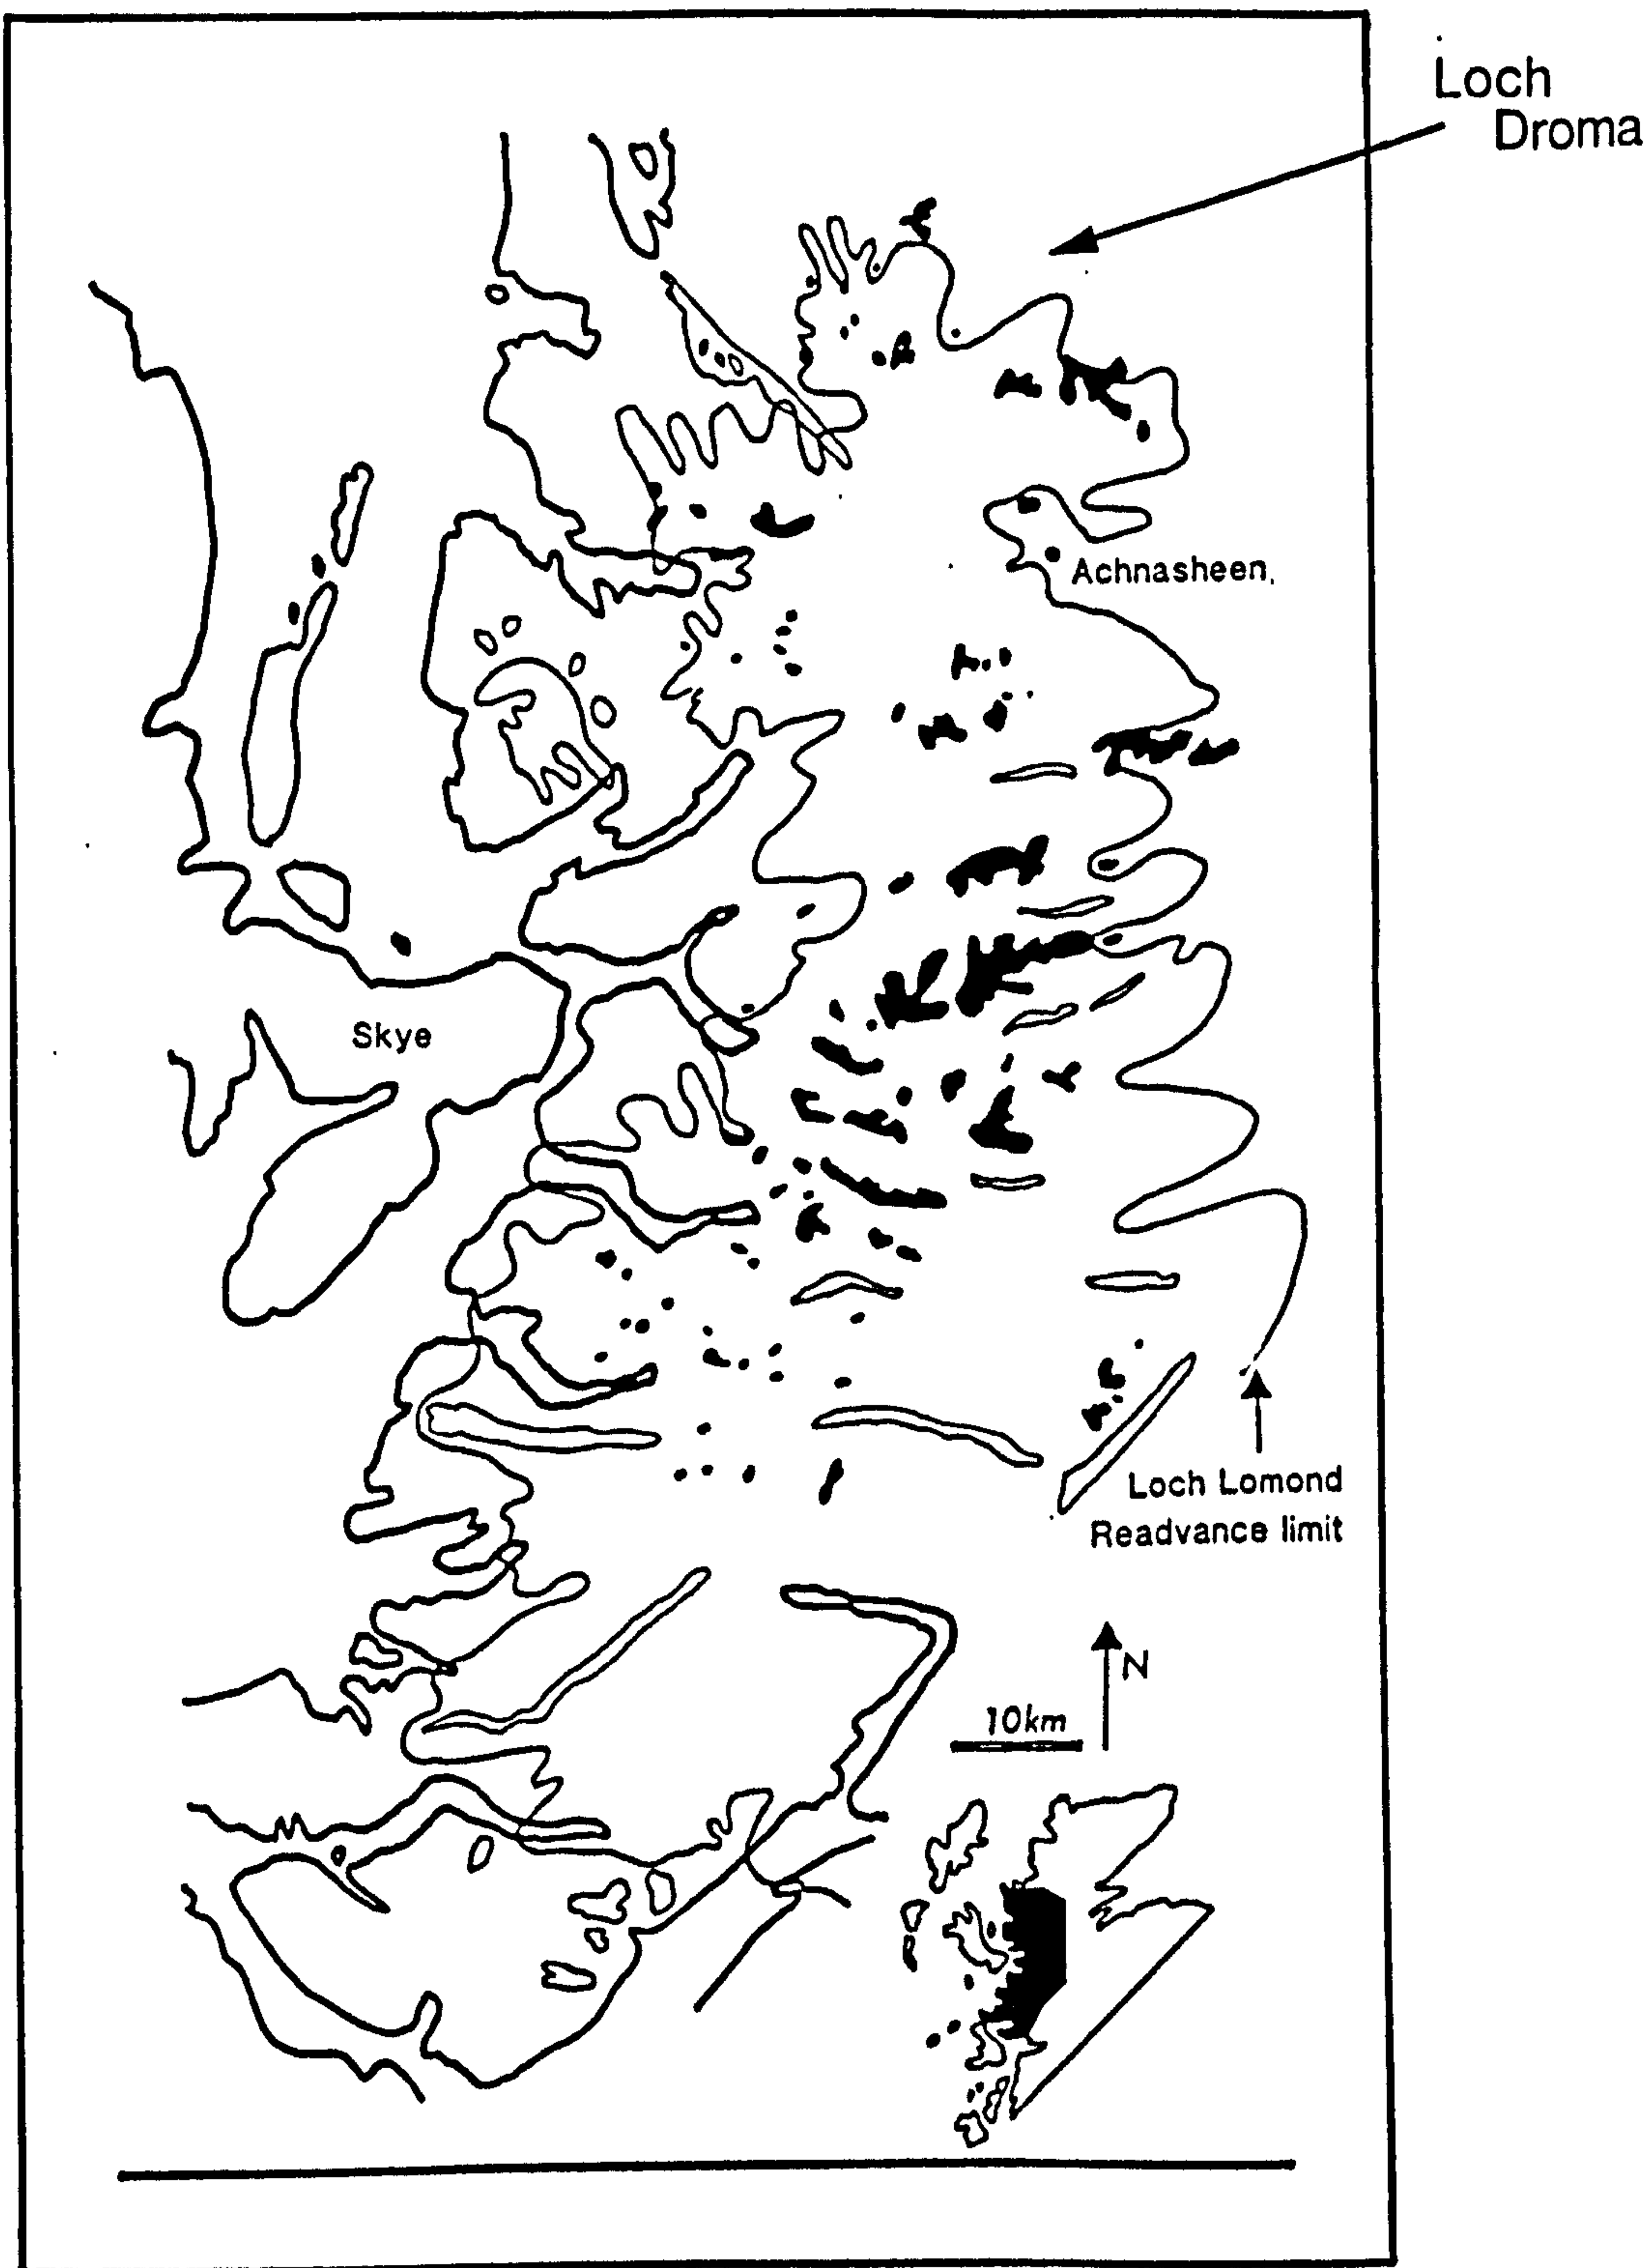 Loch
Droma
Achnasheen,
Skye
Loch Lomond
Readvance limit
N
10km